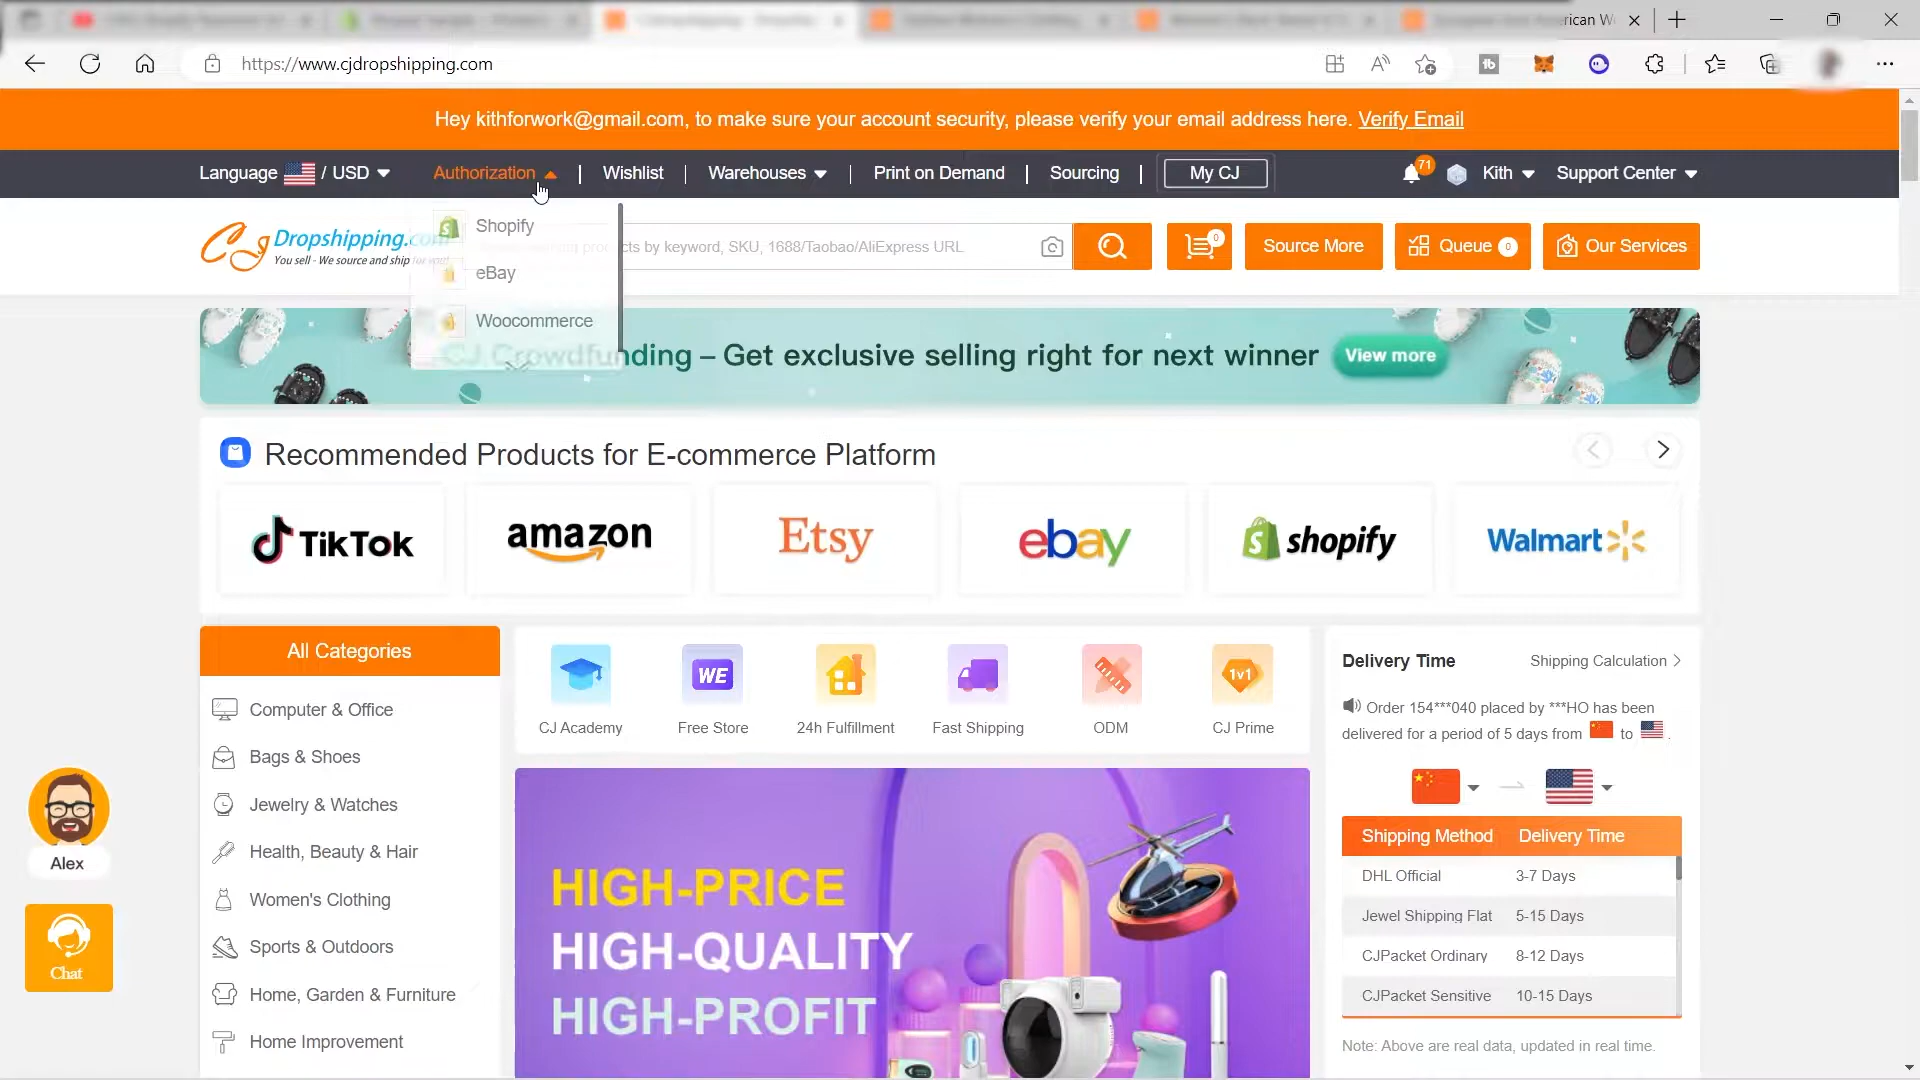 rican W
https://www.cjdropshipping.com
Hey kithforwork@gmail.com, to make sure your account security, please verify your email address here. Verify Email
Language / USD Authorization Wishlist Warehouses Print on Demand Sourcing My CJ 71 Kith Support Center
CJ Dropshipping.com
You sell - We source and ship for you!
Shopify
eBay
Woocommerce
products by keyword, SKU, 1688/Taobao/AliExpress URL
0
Source More
Queue 0
Our Services
CJ Crowdfunding – Get exclusive selling right for next winner View more
Recommended Products for E-commerce Platform
TikTok
amazon
Etsy
ebay
shopify
Walmart
All Categories
Computer & Office
Bags & Shoes
Jewelry & Watches
Health, Beauty & Hair
Women's Clothing
Sports & Outdoors
Home, Garden & Furniture
Home Improvement
CJ Academy
WE
Free Store
24h Fulfillment
Fast Shipping
ODM
1v1
CJ Prime
HIGH-PRICE
HIGH-QUALITY
HIGH-PROFIT
Delivery Time Shipping Calculation
Order 154***040 placed by ***HO has been
delivered for a period of 5 days from to .
Shipping Method Delivery Time
DHL Official 3-7 Days
Jewel Shipping Flat 5-15 Days
CJPacket Ordinary 8-12 Days
CJPacket Sensitive 10-15 Days
Note: Above are real data, updated in real time.
Alex
Chat